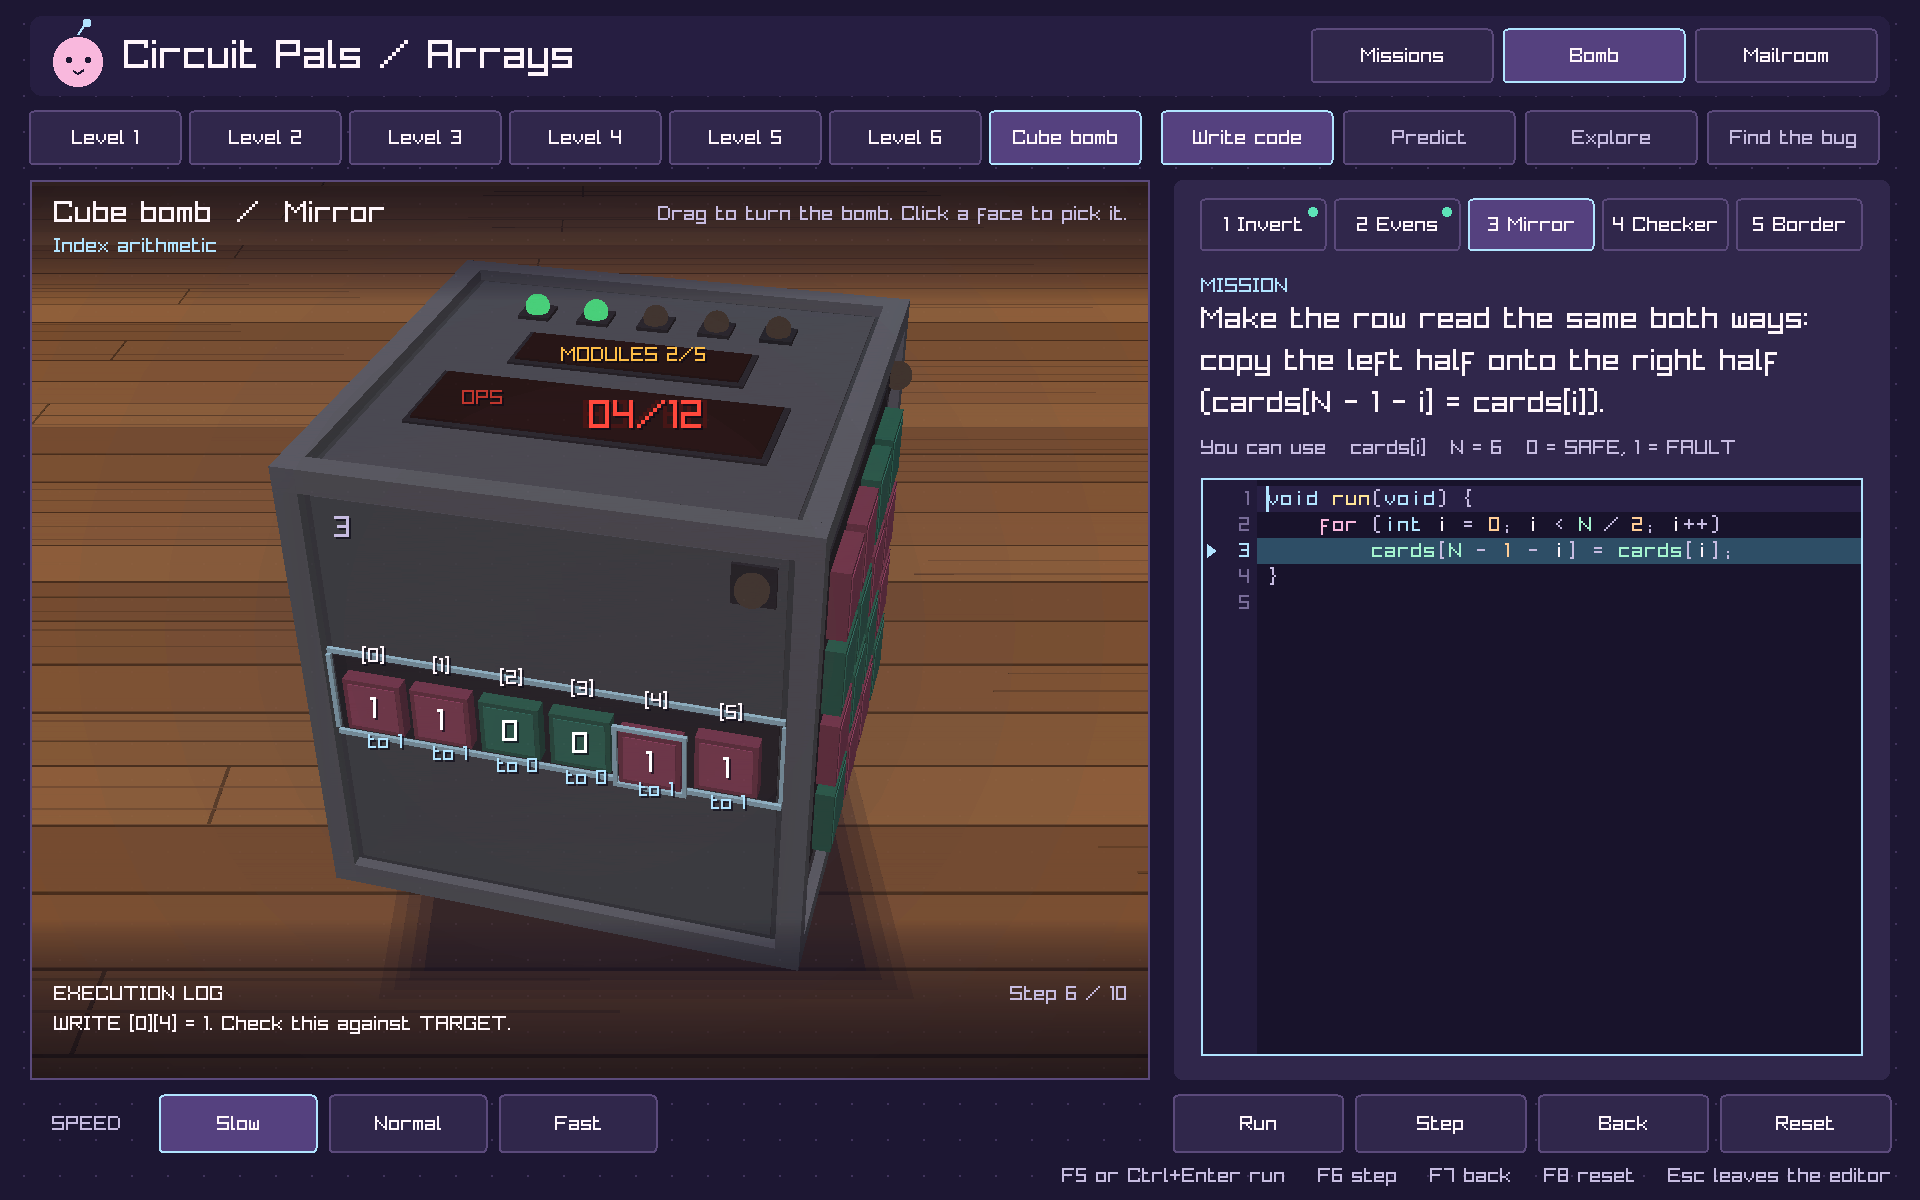 Circuit Pals / Arrays
Missions
Bomb
Mailroom
Level 1
Level 2
Level 3
Level 4
Level 5
Level 6
Cube bomb
Write code
Predict
Explore
Find the bug
Cube bomb / Mirror
Drag to turn the bomb. Click a face to pick it.
Index arithmetic
MODULES 2/5
OPS 04/12
3
[0] [1] [2] [3] [4] [5]
1 1 0 0 1 1
to 1 to 1 to 0 to 0 to 1 to 1
EXECUTION LOG
Step 6 / 10
WRITE [0][4] = 1. Check this against TARGET.
1 Invert
2 Evens
3 Mirror
4 Checker
5 Border
MISSION
Make the row read the same both ways:
copy the left half onto the right half
(cards[N - 1 - i] = cards[i]).
You can use cards[i] N = 6 0 = SAFE, 1 = FAULT
1 void run(void) {
2 for (int i = 0; i < N / 2; i++)
3 cards[N - 1 - i] = cards[i];
4 }
5
SPEED
Slow
Normal
Fast
Run
Step
Back
Reset
F5 or Ctrl+Enter run F6 step F7 back F8 reset Esc leaves the editor